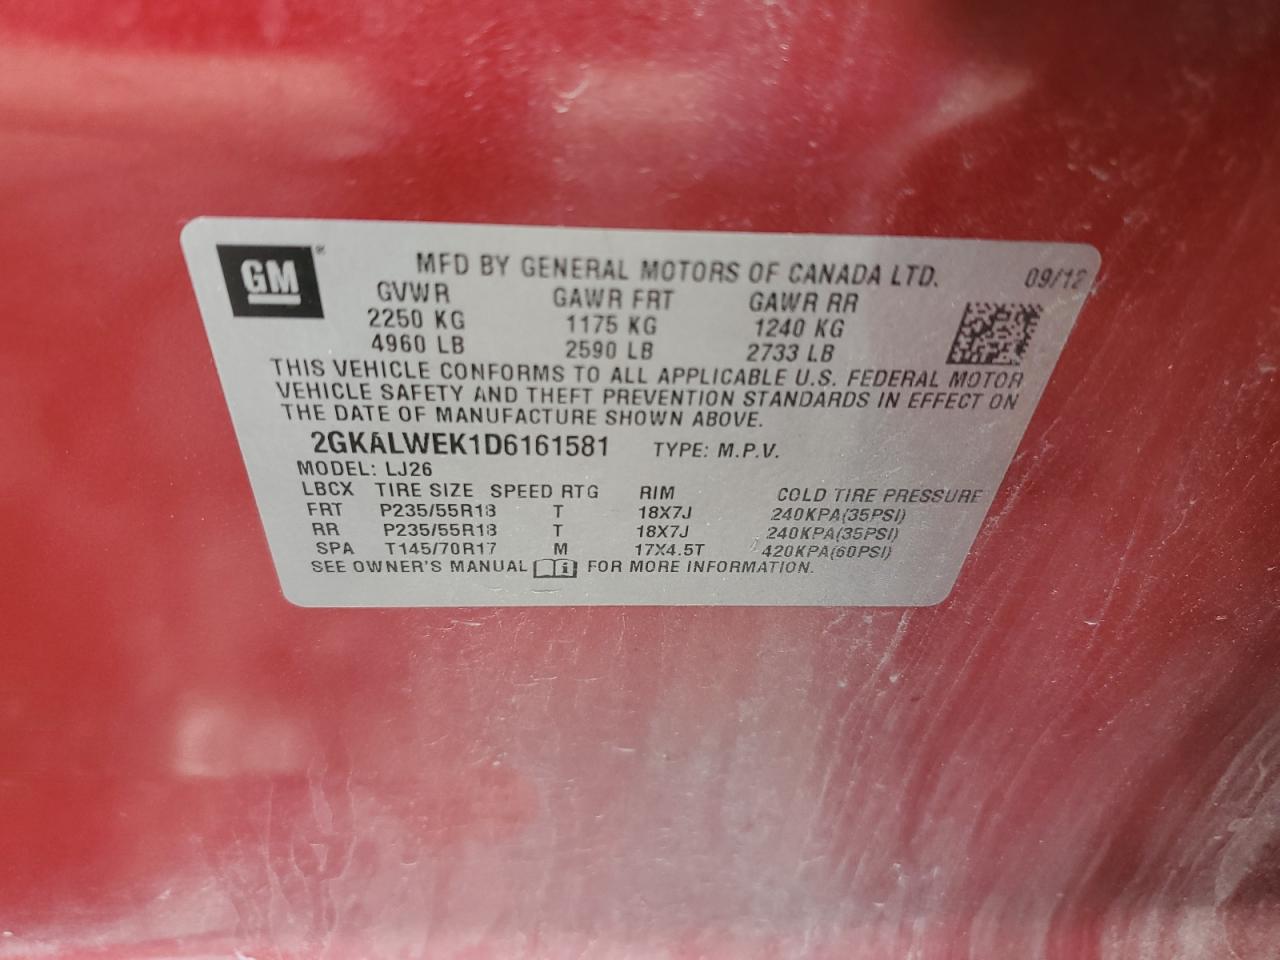 GM
MFD BY GENERAL MOTORS OF CANADA LTD. 09/12
GVWR GAWR FRT GAWR RR
2250 KG 1175 KG 1240 KG
4960 LB 2590 LB 2733 LB
THIS VEHICLE CONFORMS TO ALL APPLICABLE U.S. FEDERAL MOTOR
VEHICLE SAFETY AND THEFT PREVENTION STANDARDS IN EFFECT ON
THE DATE OF MANUFACTURE SHOWN ABOVE.
2GKALWEK1D6161581 TYPE: M.P.V.
MODEL: LJ26
LBCX TIRE SIZE SPEED RTG RIM COLD TIRE PRESSURE
FRT P235/55R18 T 18X7J 240KPA(35PSI)
RR P235/55R18 T 18X7J 240KPA(35PSI)
SPA T145/70R17 M 17X4.5T 420KPA(60PSI)
SEE OWNER'S MANUAL FOR MORE INFORMATION.